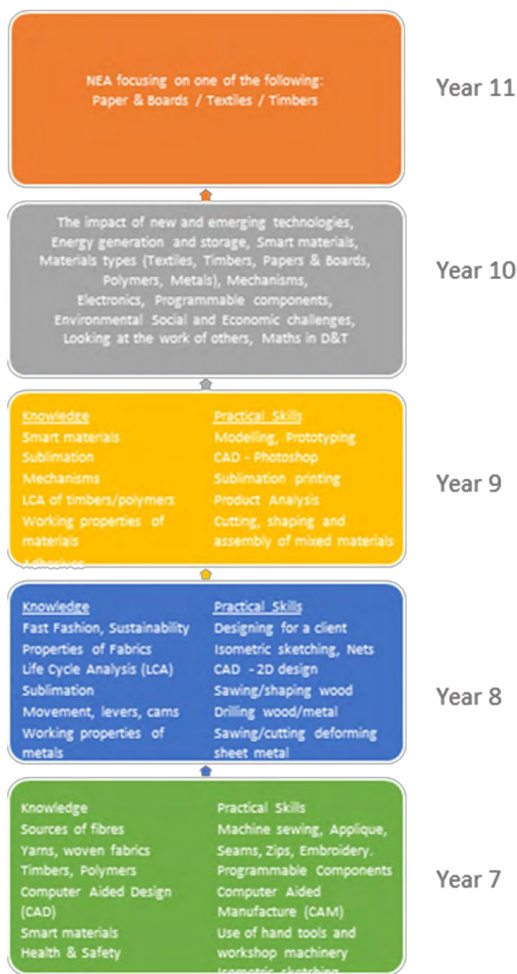 NEA focusing on one of the following:
Paper & Boards / Textiles / Timbers
Year 11
The impact of new and emerging technologies,
Energy generation and storage, Smart materials,
Materials types (Textiles, Timbers, Papers & Boards,
Polymers, Metals), Mechanisms,
Electronics, Programmable components,
Environmental Social and Economic challenges,
Looking at the work of others, Maths in D&T
Year 10
Knowledge
Smart materials
Sublimation
Mechanisms
LCA of timbers/polymers
Working properties of
materials
Adhesives
Practical Skills
Modelling, Prototyping
CAD - Photoshop
Sublimation printing
Product Analysis
Cutting, shaping and
assembly of mixed materials
Year 9
Knowledge
Fast Fashion, Sustainability
Properties of Fabrics
Life Cycle Analysis (LCA)
Sublimation
Movement, levers, cams
Working properties of
metals
Practical Skills
Designing for a client
Isometric sketching, Nets
CAD - 2D design
Sawing/shaping wood
Drilling wood/metal
Sawing/cutting deforming
sheet metal
Year 8
Knowledge
Sources of fibres
Yarns, woven fabrics
Timbers, Polymers
Computer Aided Design
(CAD)
Smart materials
Health & Safety
Practical Skills
Machine sewing, Applique,
Seams, Zips, Embroidery.
Programmable Components
Computer Aided
Manufacture (CAM)
Use of hand tools and
workshop machinery
Isometric sketching
Year 7